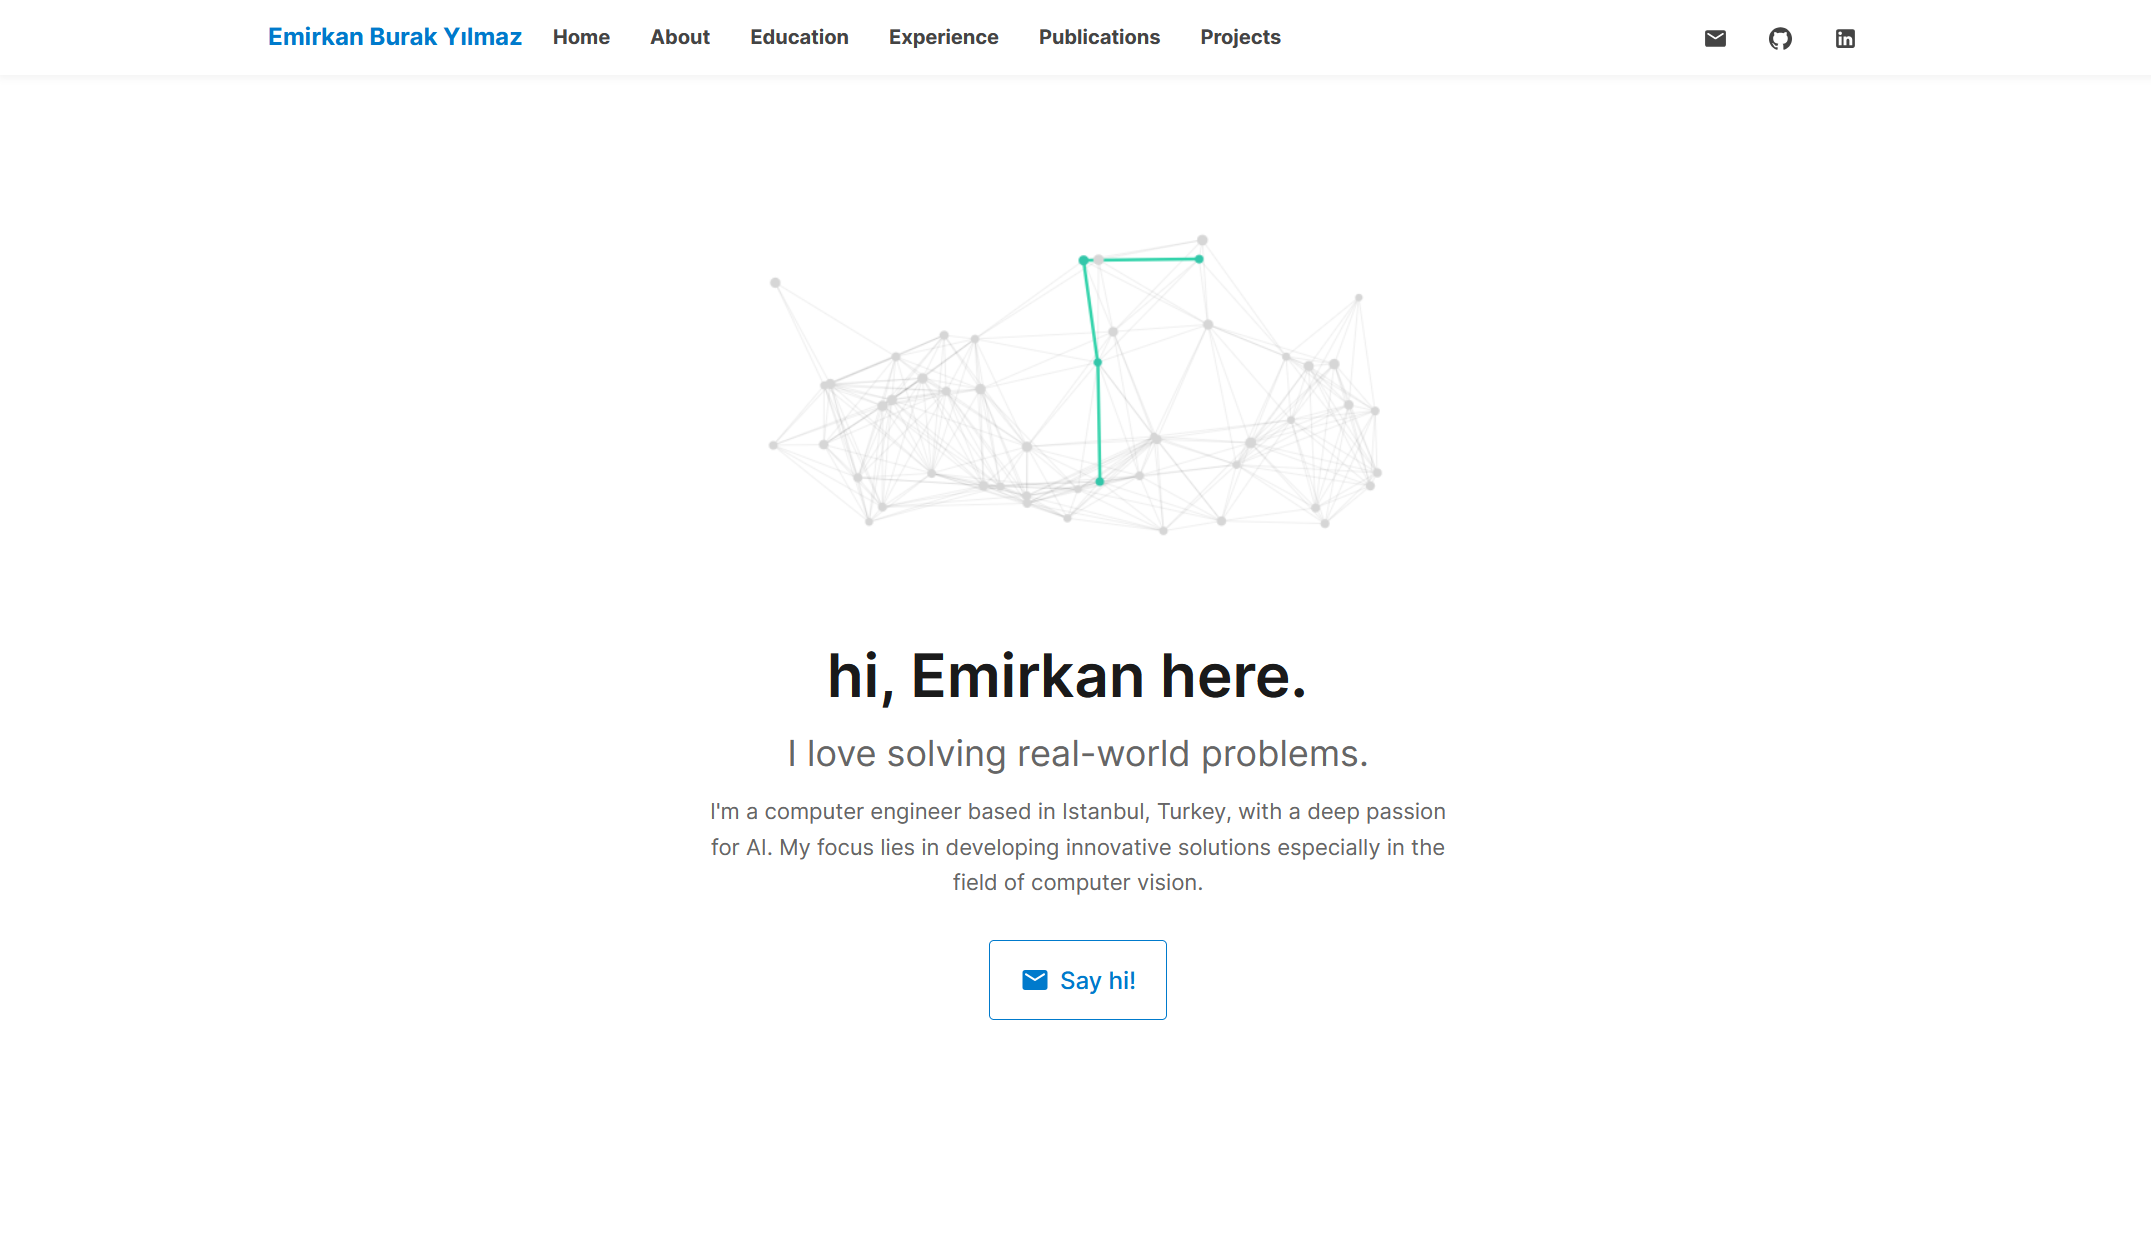 Emirkan Burak Yılmaz Home About Education Experience Publications Projects
hi, Emirkan here.
I love solving real-world problems.
I'm a computer engineer based in Istanbul, Turkey, with a deep passion
for AI. My focus lies in developing innovative solutions especially in the
field of computer vision.
Say hi!